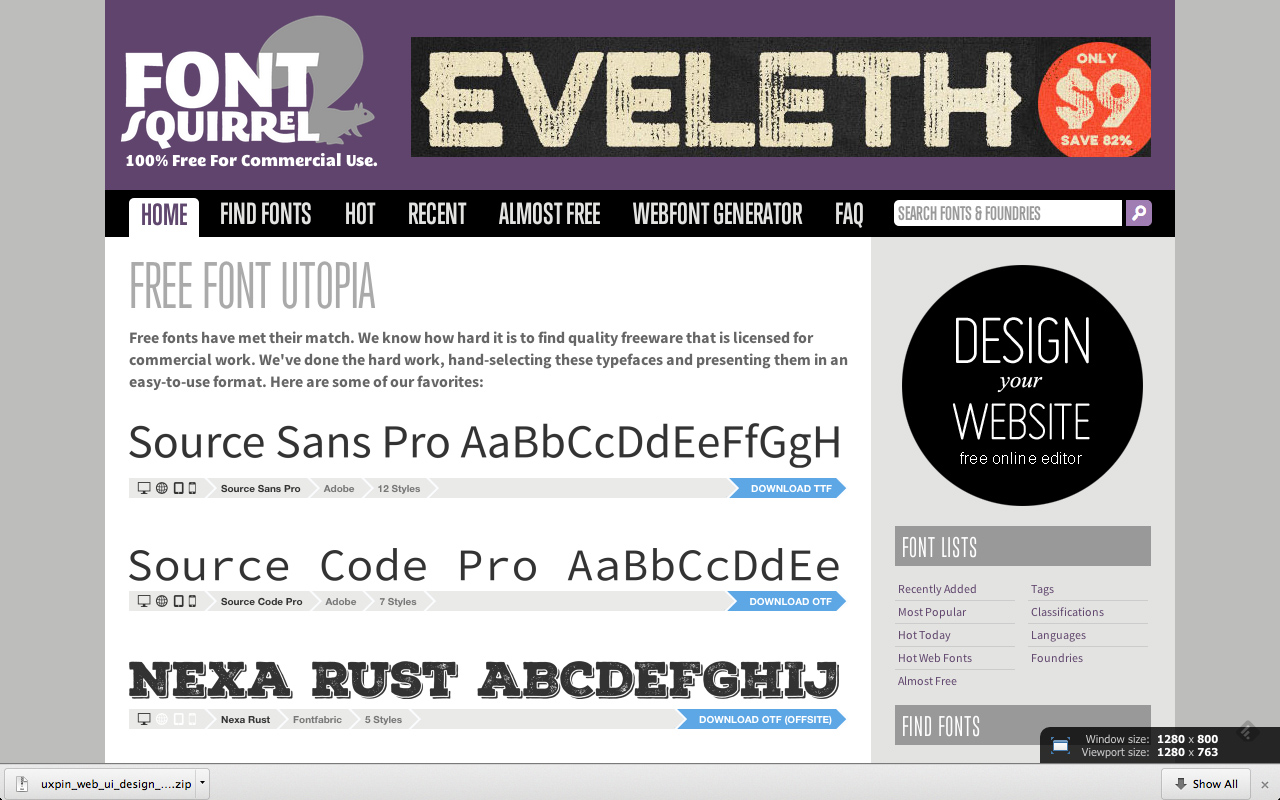 FONT
SQUIRREL
100% Free For Commercial Use.
EVELETH
ONLY
$9
SAVE 82%
HOME FIND FONTS HOT RECENT ALMOST FREE WEBFONT GENERATOR FAQ SEARCH FONTS & FOUNDRIES
FREE FONT UTOPIA
Free fonts have met their match. We know how hard it is to find quality freeware that is licensed for
commercial work. We've done the hard work, hand-selecting these typefaces and presenting them in an
easy-to-use format. Here are some of our favorites:
Source Sans Pro AaBbCcDdEeFfGgH
Source Sans Pro Adobe 12 Styles DOWNLOAD TTF
Source Code Pro AaBbCcDdEe
Source Code Pro Adobe 7 Styles DOWNLOAD OTF
NEXA RUST ABCDEFGHIJ
Nexa Rust Fontfabric 5 Styles DOWNLOAD OTF (OFFSITE)
DESIGN
your
WEBSITE
free online editor
FONT LISTS
Recently Added Tags
Most Popular Classifications
Hot Today Languages
Hot Web Fonts Foundries
Almost Free
FIND FONTS
Window size: 1280 x 800
Viewport size: 1280 x 763
uxpin_web_ui_design_....zip
Show All